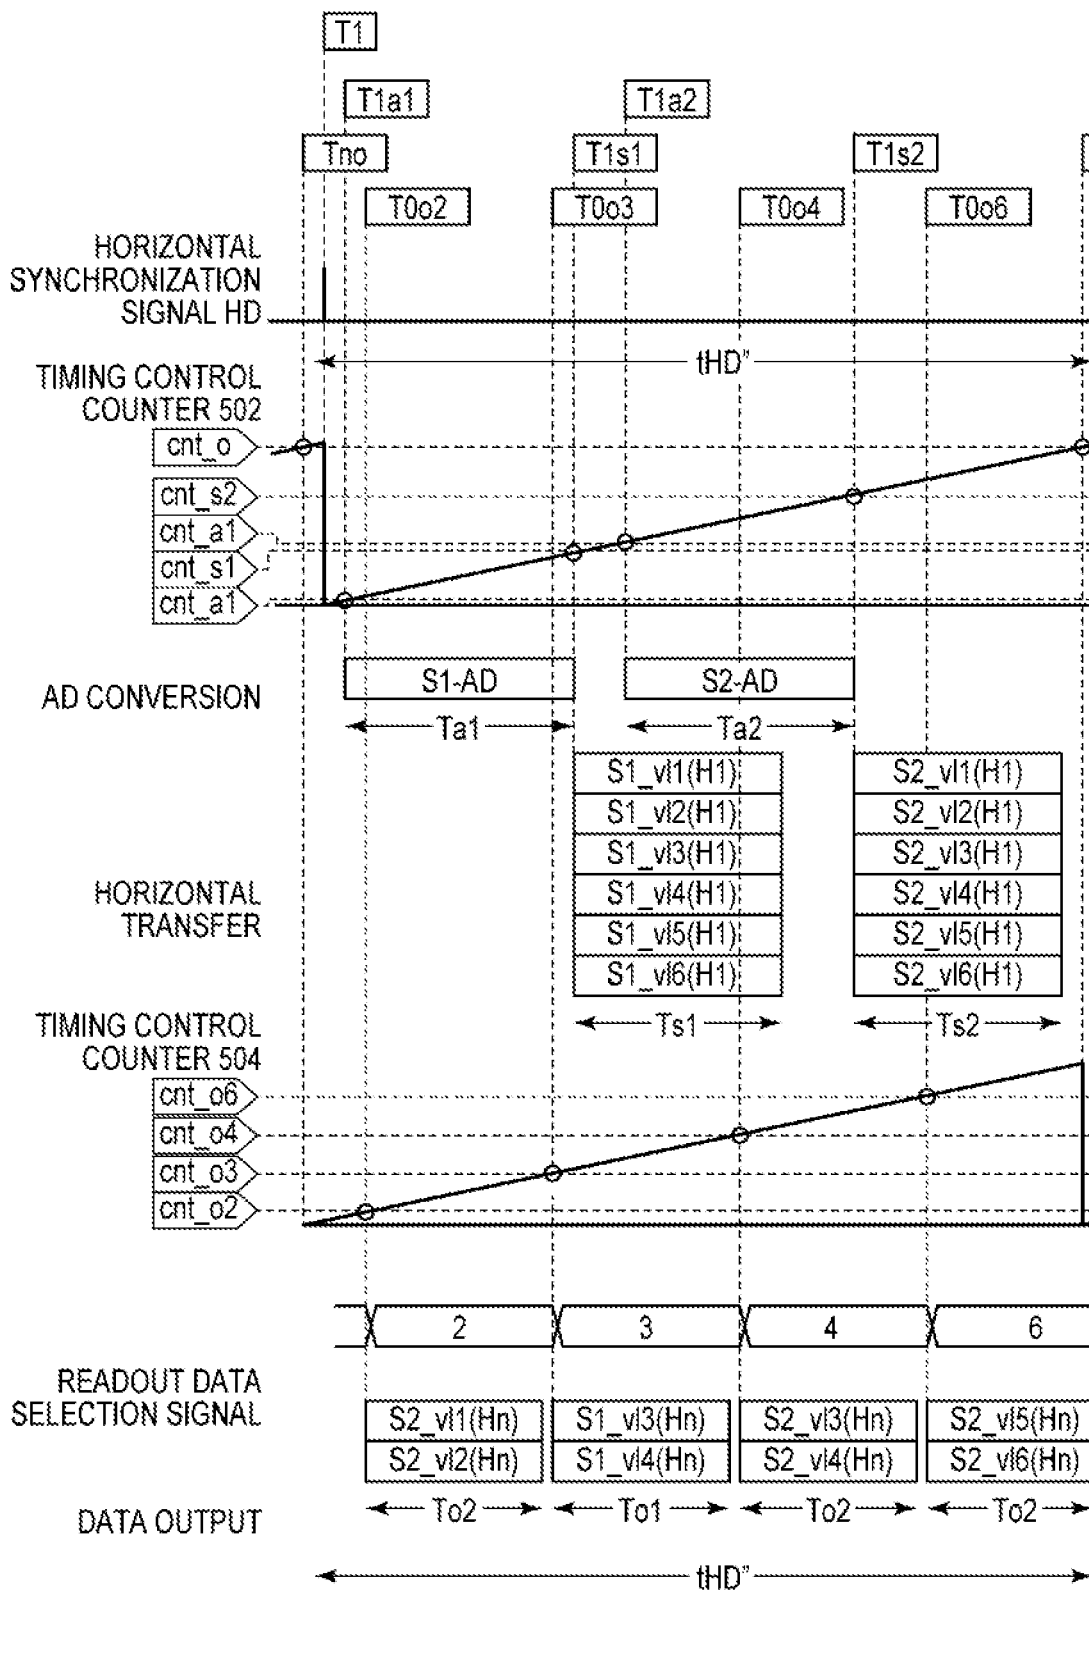 T1
T1a1
T1a2
Tno
T1s1
T1s2
T0o2
T0o3
T0o4
T0o6
HORIZONTAL
SYNCHRONIZATION
SIGNAL HD
tHD"
TIMING CONTROL
COUNTER 502
cnt_o
cnt_s2
cnt_a1
cnt_s1
cnt_a1
AD CONVERSION
S1-AD
S2-AD
Ta1
Ta2
HORIZONTAL
TRANSFER
S1_vl1(H1)
S1_vl2(H1)
S1_vl3(H1)
S1_vl4(H1)
S1_vl5(H1)
S1_vl6(H1)
S2_vl1(H1)
S2_vl2(H1)
S2_vl3(H1)
S2_vl4(H1)
S2_vl5(H1)
S2_vl6(H1)
Ts1
Ts2
TIMING CONTROL
COUNTER 504
cnt_o6
cnt_o4
cnt_o3
cnt_o2
2
3
4
6
READOUT DATA
SELECTION SIGNAL
S2_vl1(Hn)
S2_vl2(Hn)
S1_vl3(Hn)
S1_vl4(Hn)
S2_vl3(Hn)
S2_vl4(Hn)
S2_vl5(Hn)
S2_vl6(Hn)
DATA OUTPUT
To2
To1
To2
To2
tHD"